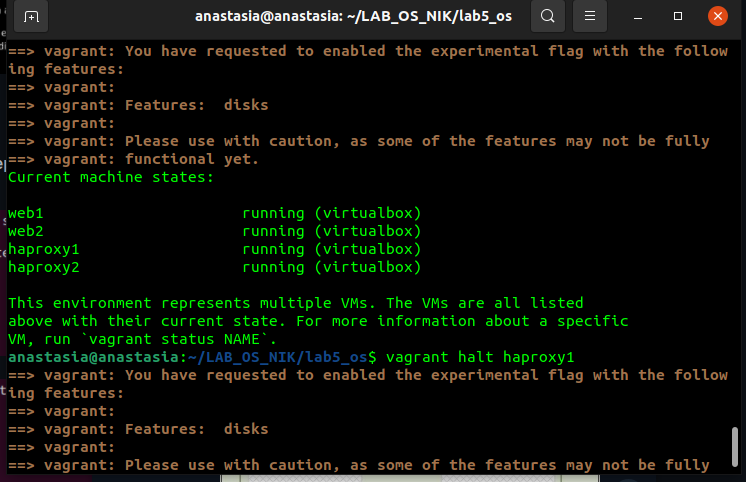 anastasia@anastasia: ~/LAB_OS_NIK/lab5_os
==> vagrant: You have requested to enabled the experimental flag with the follow
ing features:
==> vagrant:
==> vagrant: Features:  disks
==> vagrant:
==> vagrant: Please use with caution, as some of the features may not be fully
==> vagrant: functional yet.
Current machine states:
web1                      running (virtualbox)
web2                      running (virtualbox)
haproxy1                  running (virtualbox)
haproxy2                  running (virtualbox)
This environment represents multiple VMs. The VMs are all listed
above with their current state. For more information about a specific
VM, run `vagrant status NAME`.
anastasia@anastasia:~/LAB_OS_NIK/lab5_os$ vagrant halt haproxy1
==> vagrant: You have requested to enabled the experimental flag with the follow
ing features:
==> vagrant:
==> vagrant: Features:  disks
==> vagrant:
==> vagrant: Please use with caution, as some of the features may not be fully